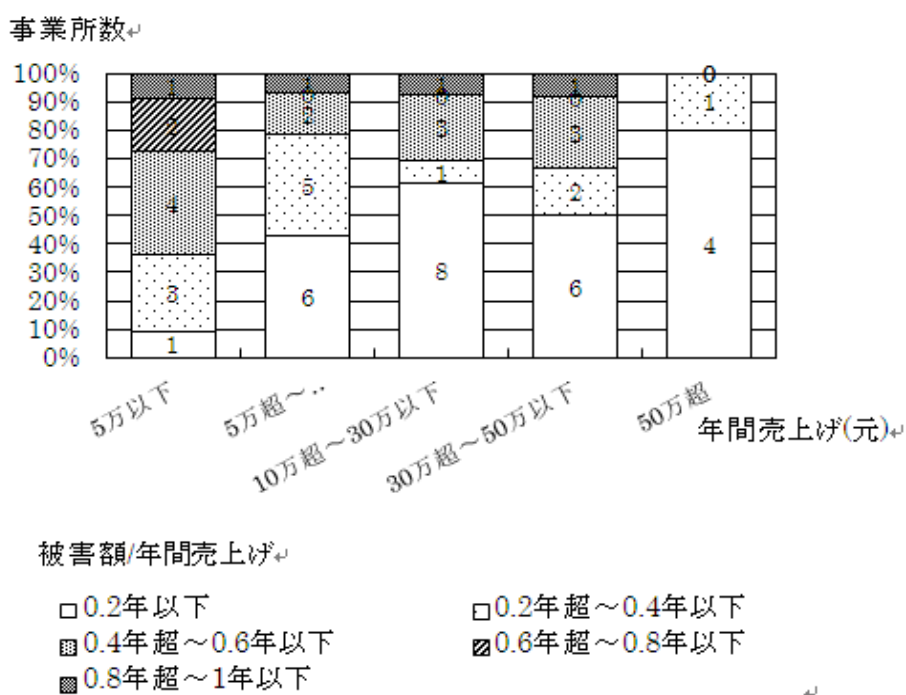 事業所数
100%
90%
80%
70%
60%
50%
40%
30%
20%
10%
0%
1
2
4
3
1
1
0
2
5
6
1
0
3
1
8
1
0
3
2
6
0
1
4
5万以下
5万超～..
10万超～30万以下
30万超～50万以下
50万超
年間売上げ(元)
被害額/年間売上げ
0.2年以下
0.2年超～0.4年以下
0.4年超～0.6年以下
0.6年超～0.8年以下
0.8年超～1年以下